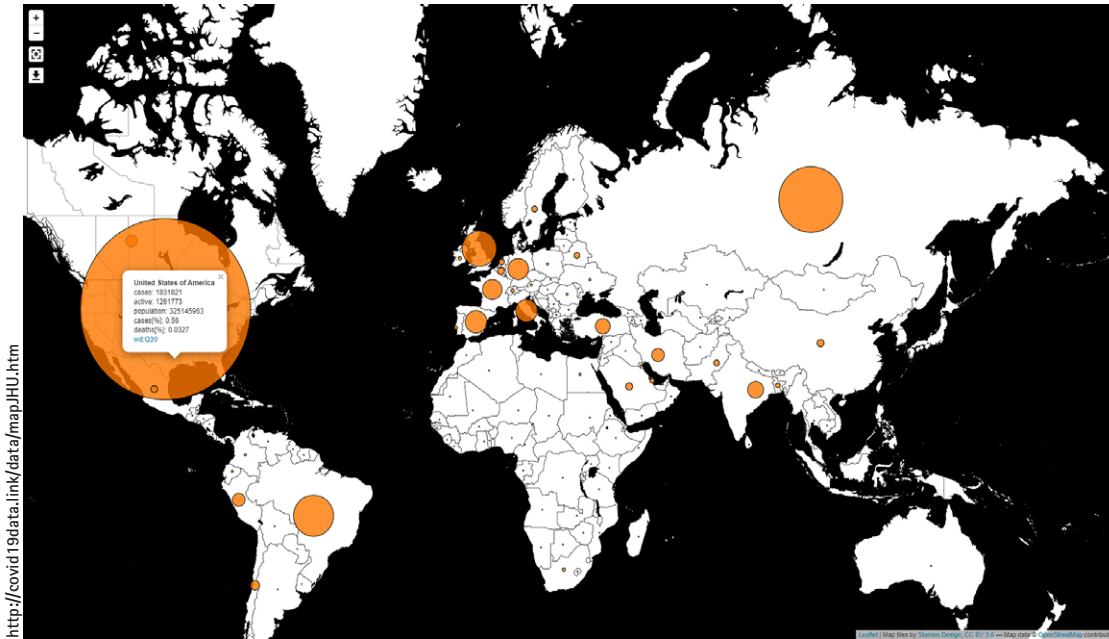 +
−
×
United States of America
cases: 1831821
active: 1261773
population: 325145963
cases[%]: 0.56
deaths[%]: 0.0327
wd:Q30
http://covid19data.link/data/mapJHU.htm
Leaflet | Map tiles by Stamen Design, CC BY 3.0 — Map data © OpenStreetMap contribut